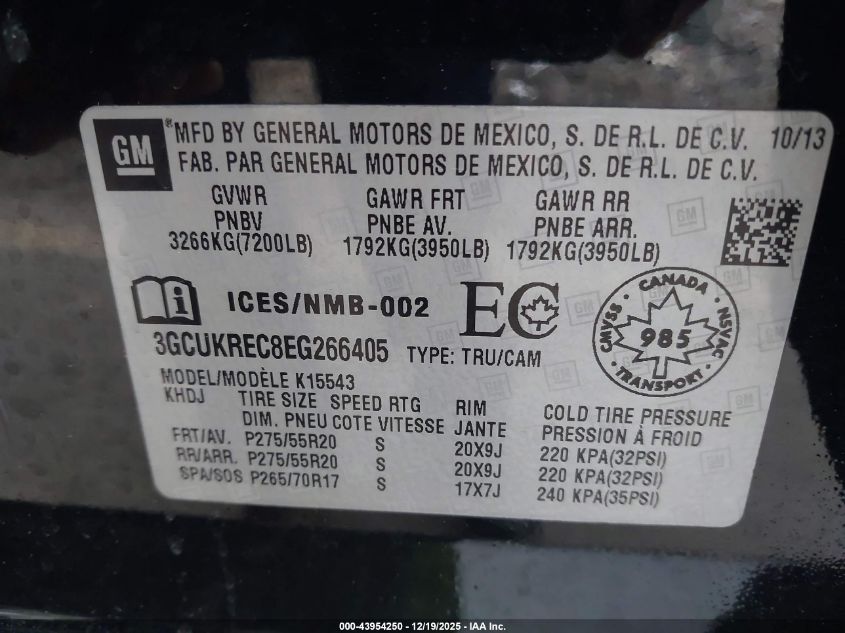 GM ® MFD BY GENERAL MOTORS DE MEXICO, S. DE R.L. DE C.V. 10/13
FAB. PAR GENERAL MOTORS DE MEXICO, S. DE R.L. DE C.V.
GVWR GAWR FRT GAWR RR
PNBV PNBE AV. PNBE ARR.
3266KG(7200LB) 1792KG(3950LB) 1792KG(3950LB)
i ICES/NMB-002 EC
CANADA
CMVSS NSVAC
985
TRANSPORT
3GCUKREC8EG266405 TYPE: TRU/CAM
MODEL/MODÈLE K15543
KHDJ TIRE SIZE SPEED RTG RIM COLD TIRE PRESSURE
DIM. PNEU COTE VITESSE JANTE PRESSION À FROID
FRT/AV. P275/55R20 S 20X9J 220 KPA(32PSI)
RR/ARR. P275/55R20 S 20X9J 220 KPA(32PSI)
SPA/SOS P265/70R17 S 17X7J 240 KPA(35PSI)
000-43954250 - 12/19/2025 - IAA Inc.